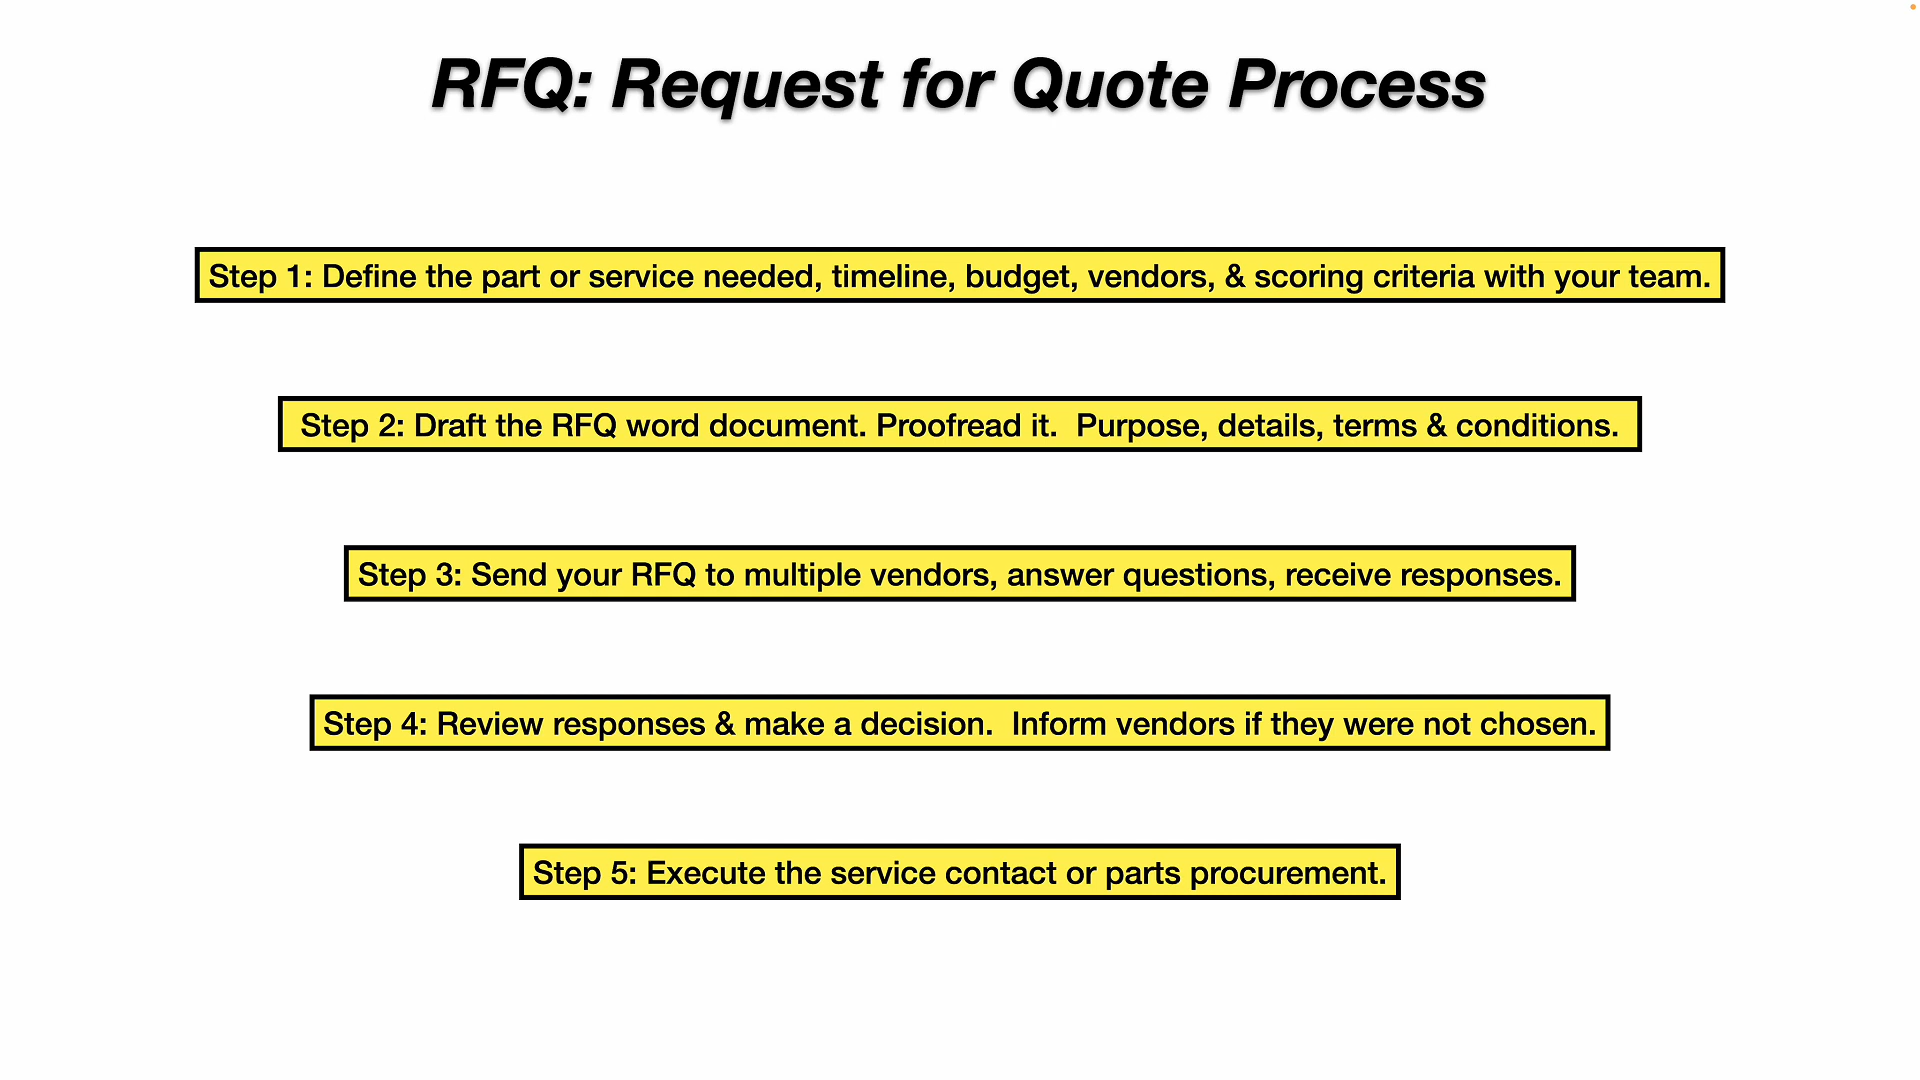 RFQ: Request for Quote Process
Step 1: Define the part or service needed, timeline, budget, vendors, & scoring criteria with your team.
Step 2: Draft the RFQ word document. Proofread it.  Purpose, details, terms & conditions.
Step 3: Send your RFQ to multiple vendors, answer questions, receive responses.
Step 4: Review responses & make a decision.  Inform vendors if they were not chosen.
Step 5: Execute the service contact or parts procurement.